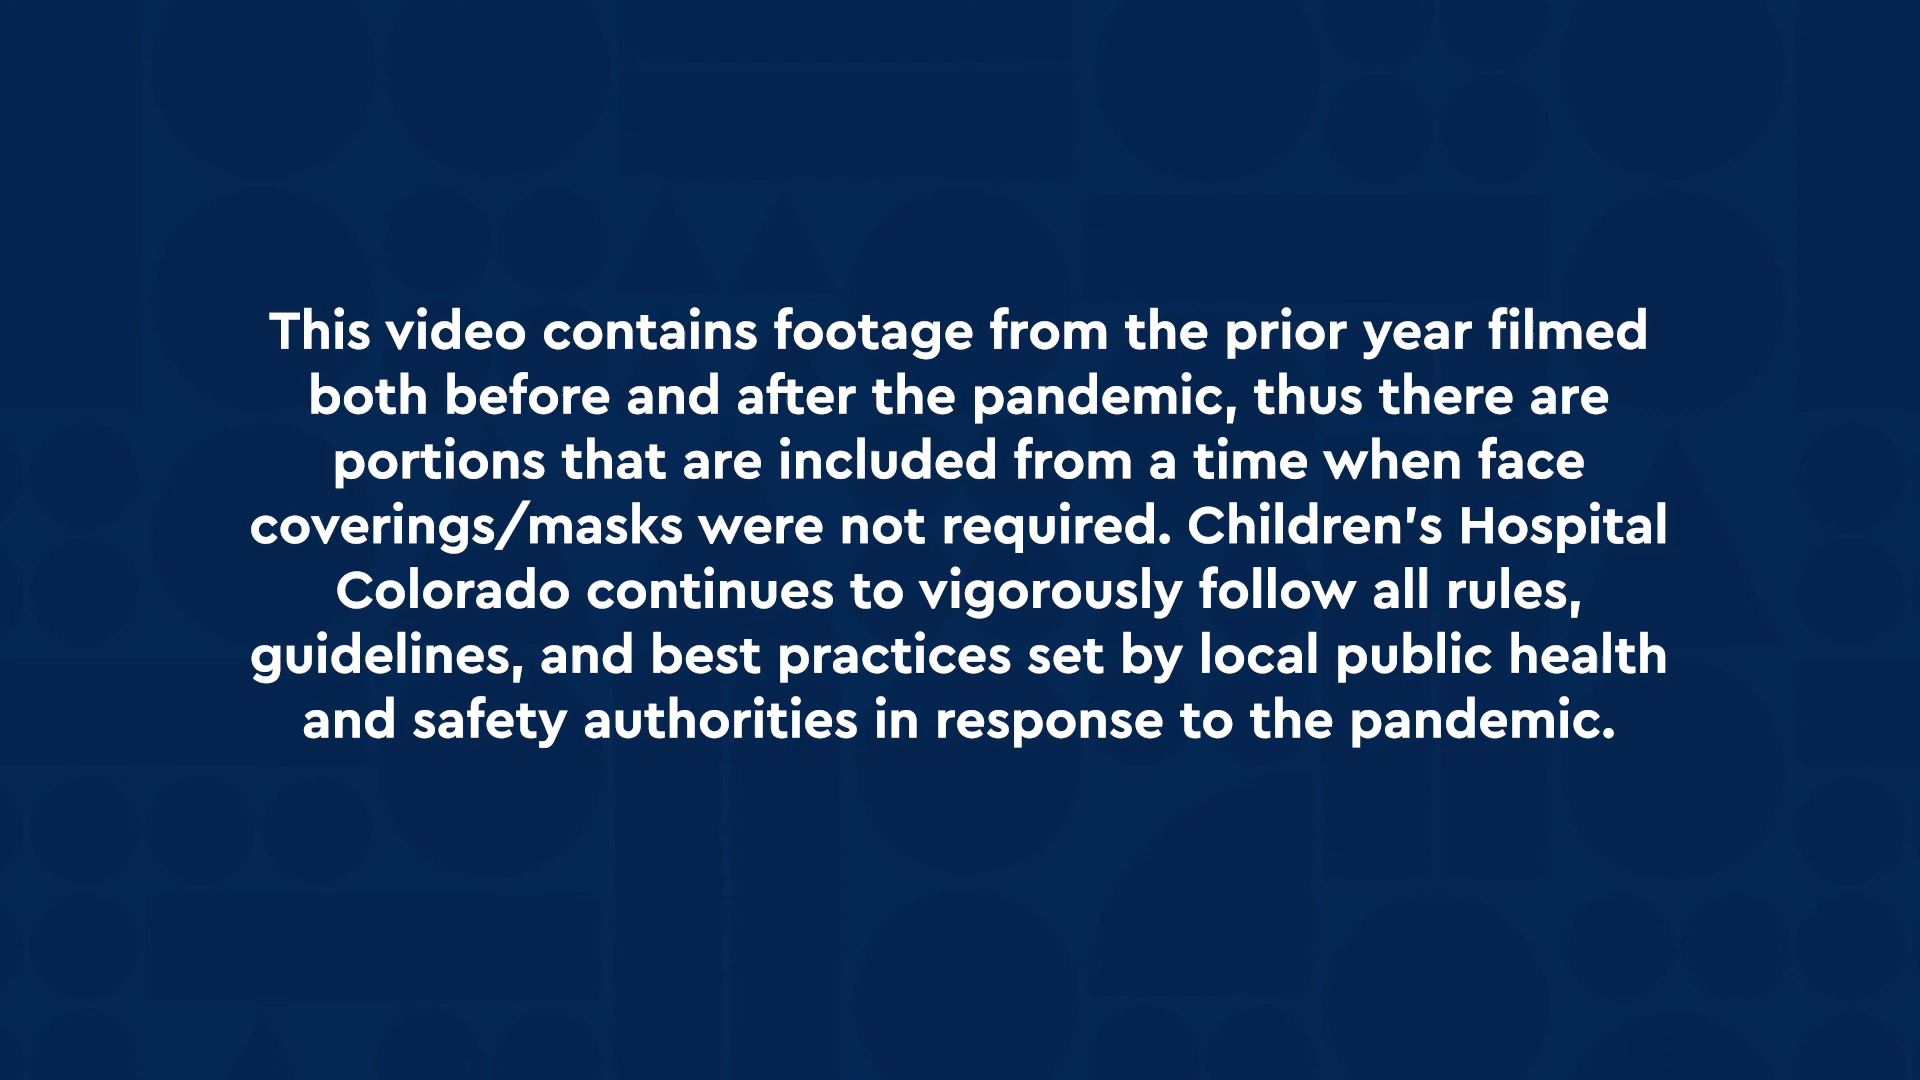 This video contains footage from the prior year filmed
both before and after the pandemic, thus there are
portions that are included from a time when face
coverings/masks were not required. Children's Hospital
Colorado continues to vigorously follow all rules,
guidelines, and best practices set by local public health
and safety authorities in response to the pandemic.